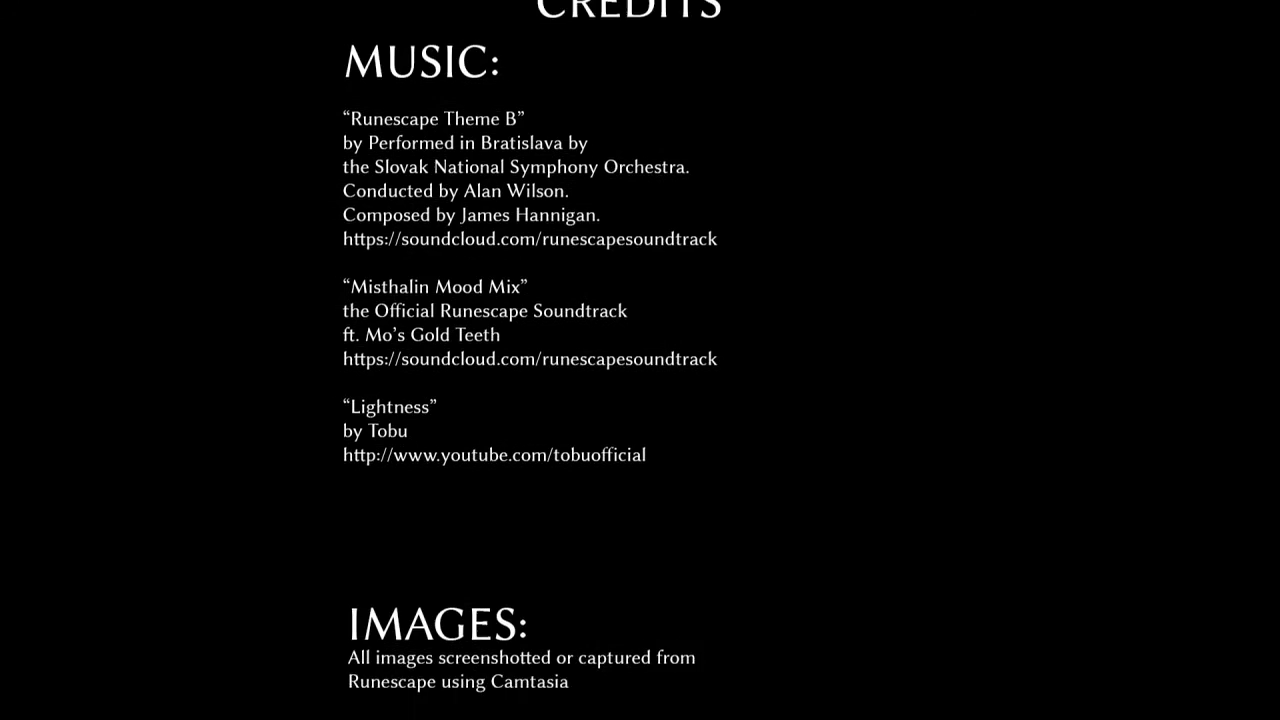 CREDITS
MUSIC:
“Runescape Theme B”
by Performed in Bratislava by
the Slovak National Symphony Orchestra.
Conducted by Alan Wilson.
Composed by James Hannigan.
https://soundcloud.com/runescapesoundtrack
“Misthalin Mood Mix”
the Official Runescape Soundtrack
ft. Mo’s Gold Teeth
https://soundcloud.com/runescapesoundtrack
“Lightness”
by Tobu
http://www.youtube.com/tobuofficial
IMAGES:
All images screenshotted or captured from
Runescape using Camtasia